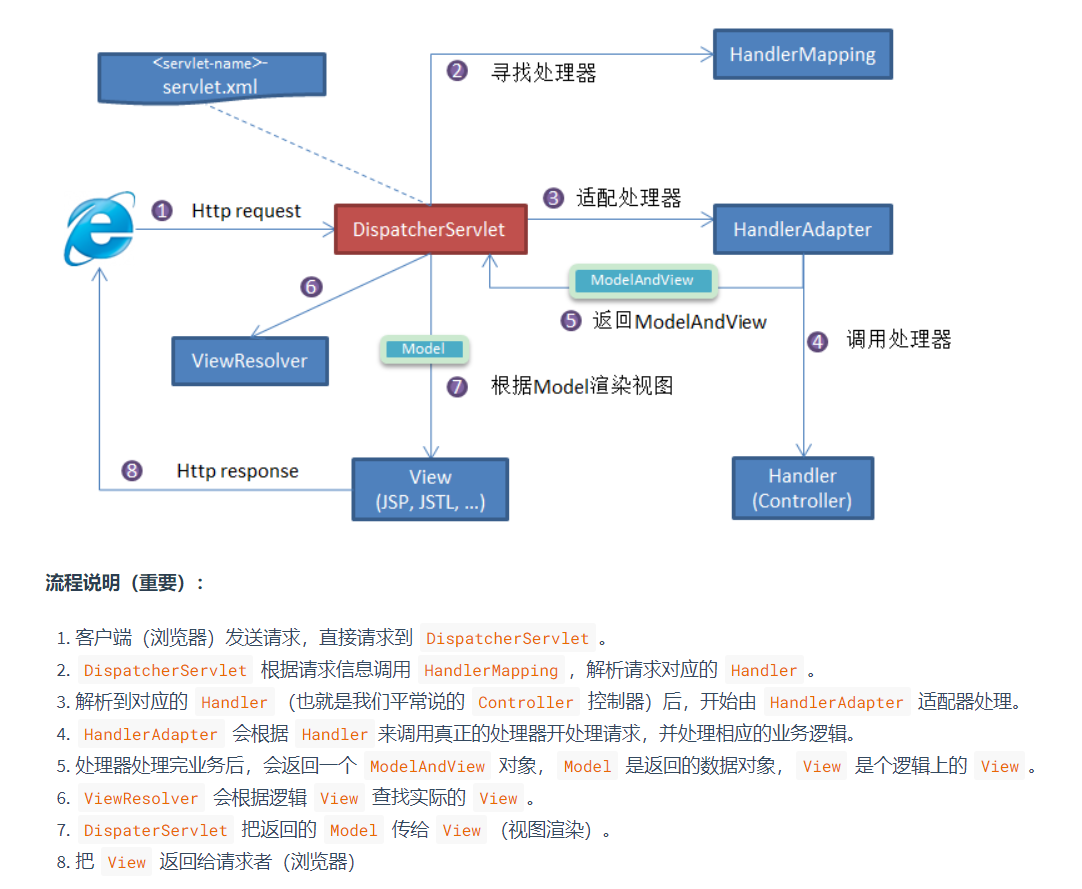 <servlet-name>-
servlet.xml
HandlerMapping
2 寻找处理器
1 Http request
DispatcherServlet
3 适配处理器
HandlerAdapter
ModelAndView
5 返回ModelAndView
6
ViewResolver
Model
4 调用处理器
7 根据Model渲染视图
8 Http response
View
(JSP, JSTL, ...)
Handler
(Controller)
流程说明（重要）：
1. 客户端（浏览器）发送请求，直接请求到 DispatcherServlet 。
2. DispatcherServlet 根据请求信息调用 HandlerMapping ，解析请求对应的 Handler 。
3. 解析到对应的 Handler （也就是我们平常说的 Controller 控制器）后，开始由 HandlerAdapter 适配器处理。
4. HandlerAdapter 会根据 Handler 来调用真正的处理器开处理请求，并处理相应的业务逻辑。
5. 处理器处理完业务后，会返回一个 ModelAndView 对象， Model 是返回的数据对象， View 是个逻辑上的 View 。
6. ViewResolver 会根据逻辑 View 查找实际的 View 。
7. DispaterServlet 把返回的 Model 传给 View （视图渲染）。
8. 把 View 返回给请求者（浏览器）